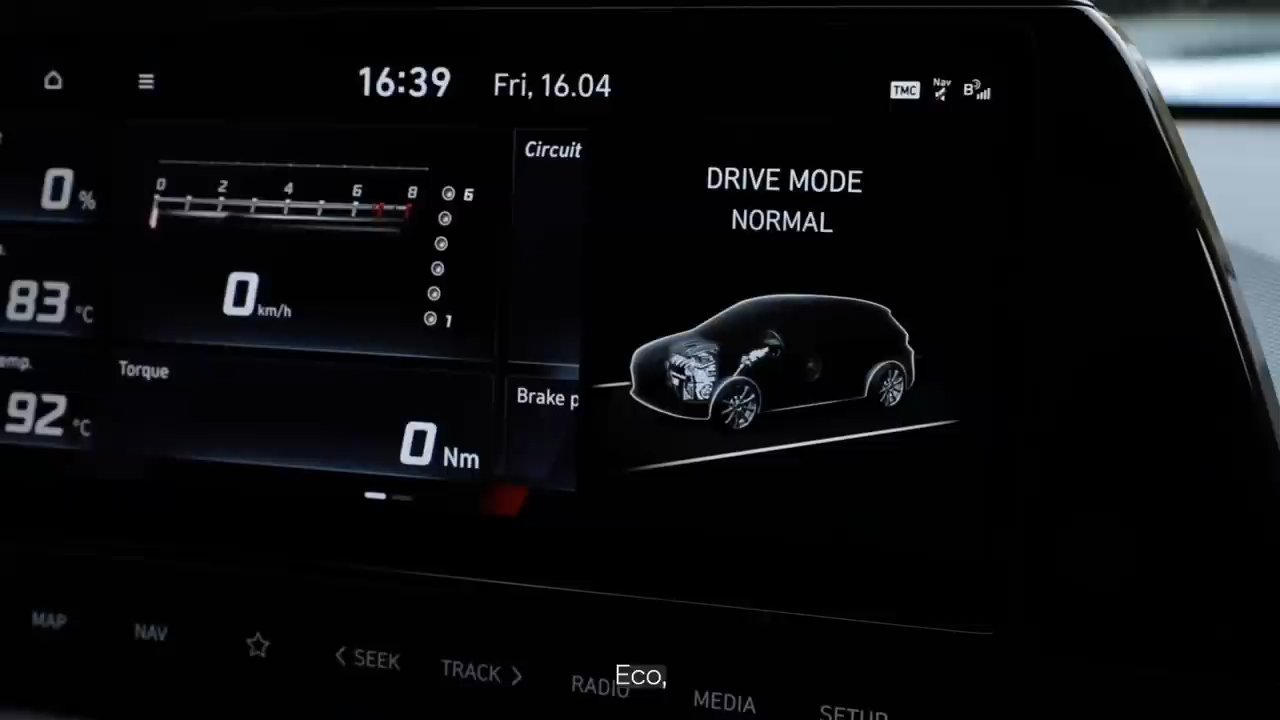 16:39 Fri, 16.04
TMC Nav B
Circuit
DRIVE MODE
NORMAL
0 %
0 2 4 6 8
6
0 km/h
1
83 °C
Torque
emp.
92 °C
0 Nm
Brake p
MAP NAV SEEK TRACK RADIO MEDIA SETUP
Eco,